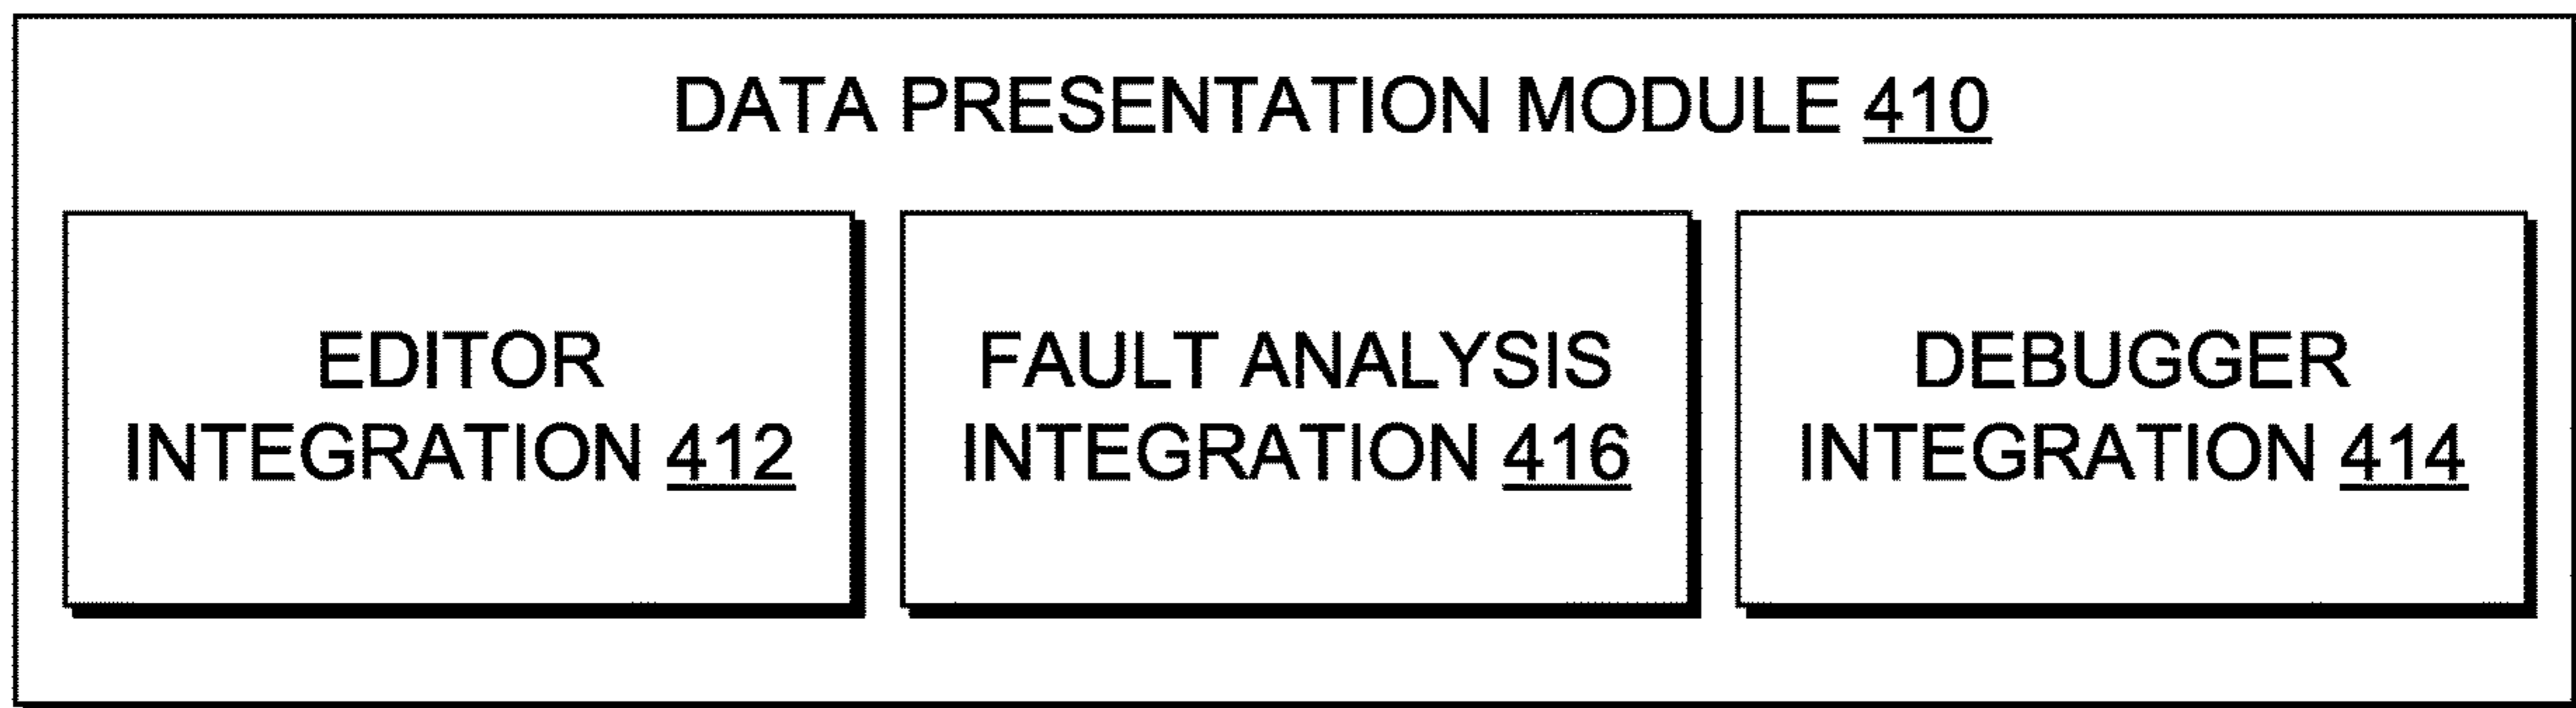 DATA PRESENTATION MODULE 410
EDITOR
INTEGRATION 412
FAULT ANALYSIS
INTEGRATION 416
DEBUGGER
INTEGRATION 414